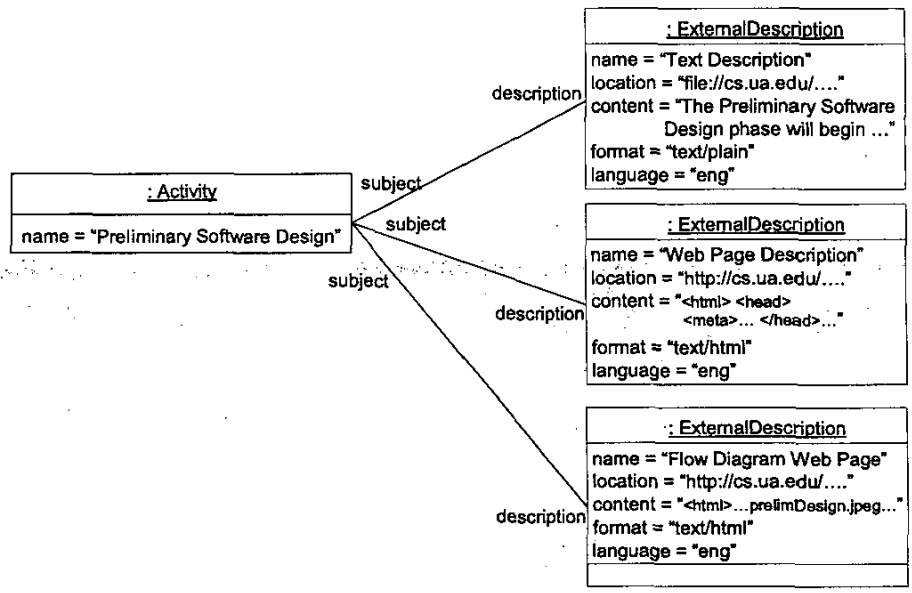 : ExternalDescription
name = "Text Description"
location = "file://cs.ua.edu/...."
description
content = "The Preliminary Software
Design phase will begin ..."
format = "text/plain"
language = "eng"
subject
: Activity
name = "Preliminary Software Design"
subject
subject
: ExternalDescription
name = "Web Page Description"
location = "http://cs.ua.edu/...."
content = "<html> <head>
description
<meta>... </head>..."
format = "text/html"
language = "eng"
: ExternalDescription
name = "Flow Diagram Web Page"
location = "http://cs.ua.edu/...."
content = "<html>...prelimDesign.jpeg..."
description
format = "text/html"
language = "eng"